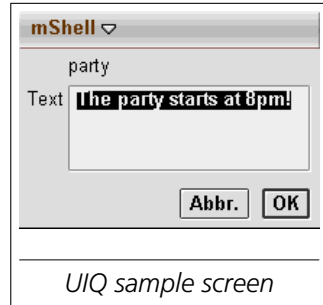 mShell
party
Text The party starts at 8pm!
Abbr. OK
UIQ sample screen